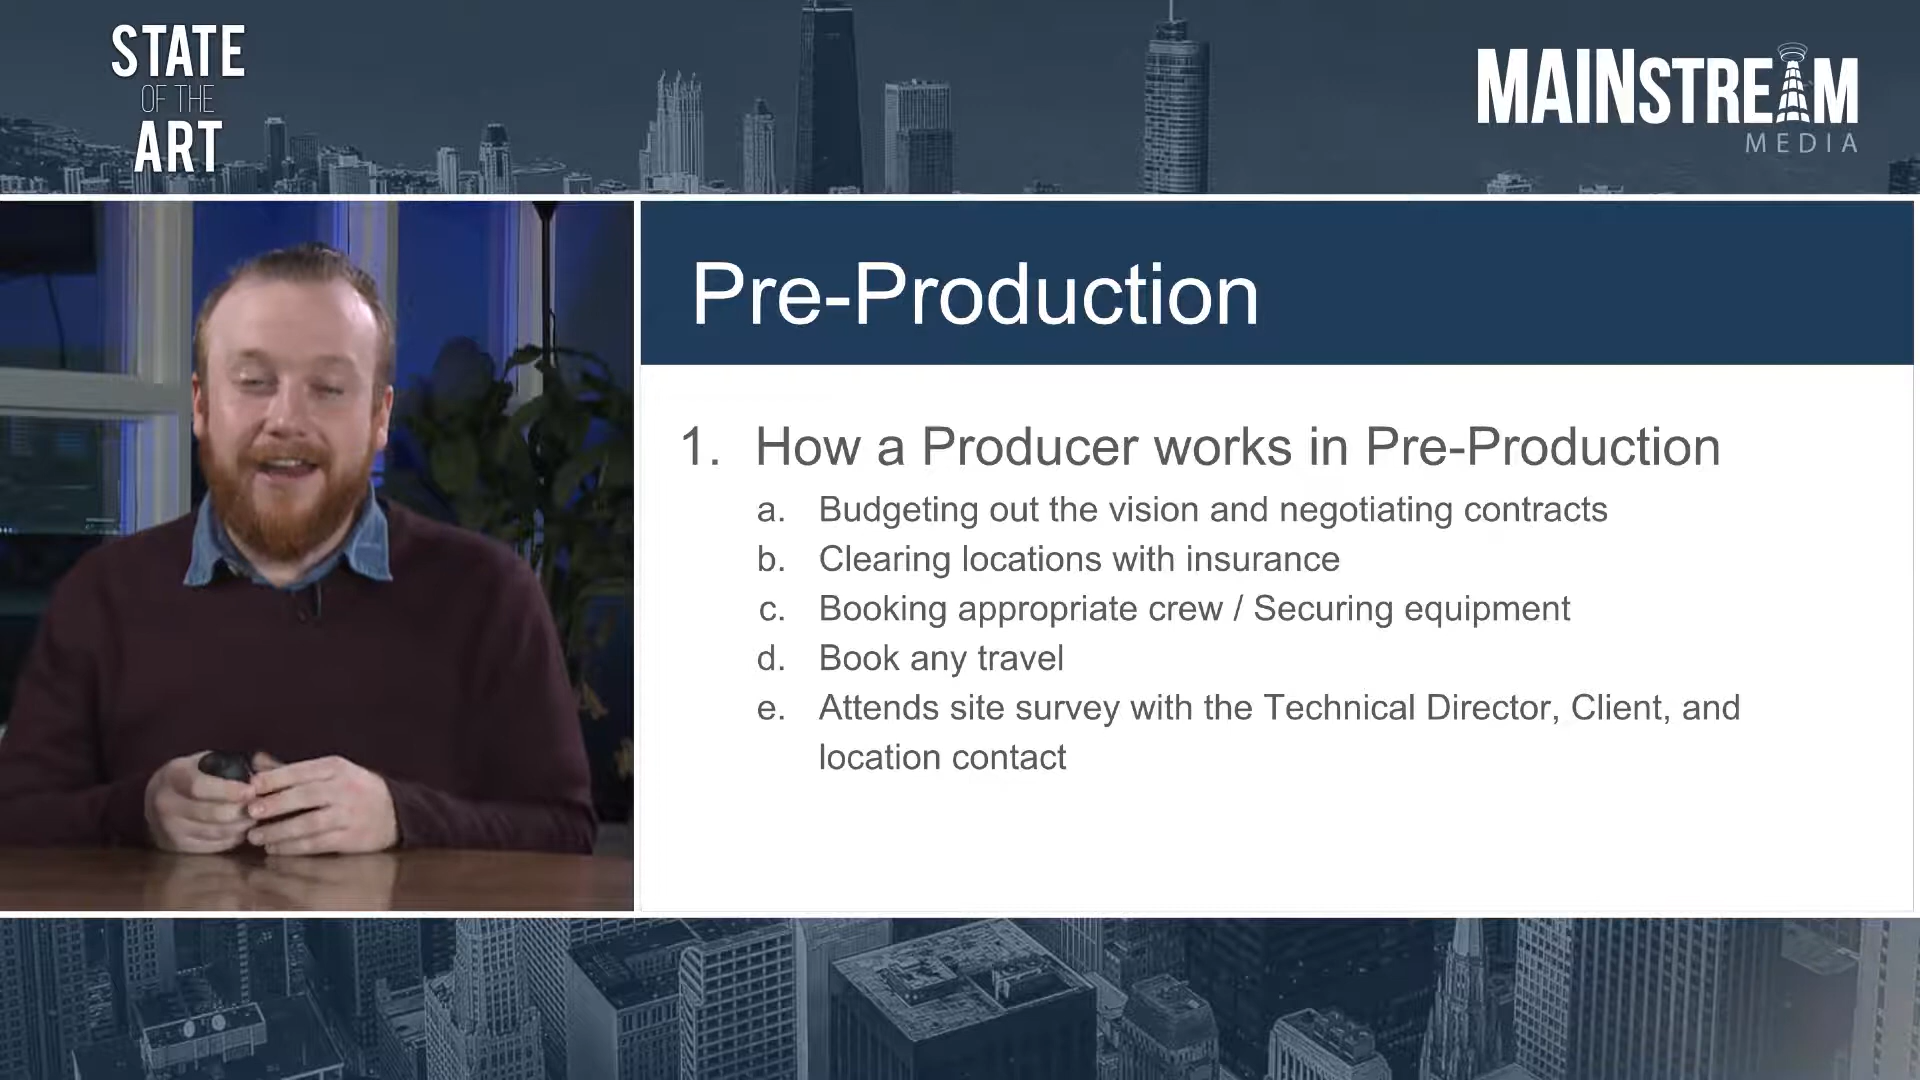 STATE
OF THE
ART
MAINSTREAM
MEDIA
Pre-Production
1. How a Producer works in Pre-Production
a. Budgeting out the vision and negotiating contracts
b. Clearing locations with insurance
c. Booking appropriate crew / Securing equipment
d. Book any travel
e. Attends site survey with the Technical Director, Client, and
location contact